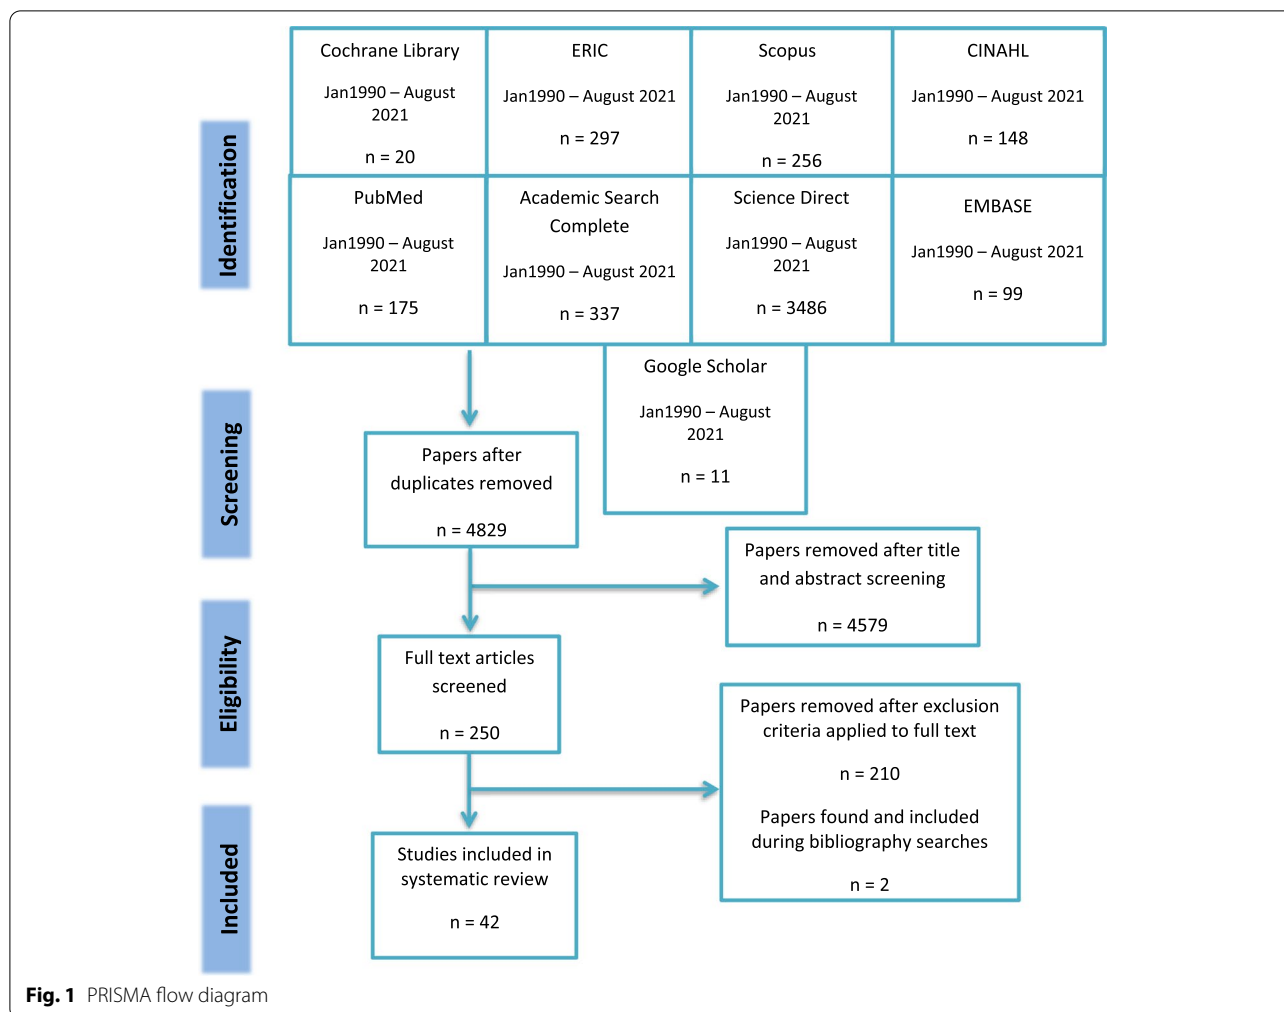 Cochrane Library
Jan1990 – August
2021
n = 20
ERIC
Jan1990 – August 2021
n = 297
Scopus
Jan1990 – August
2021
n = 256
CINAHL
Jan1990 – August 2021
n = 148
Identification
PubMed
Jan1990 – August
2021
n = 175
Academic Search
Complete
Jan1990 – August 2021
n = 337
Science Direct
Jan1990 – August
2021
n = 3486
EMBASE
Jan1990 – August 2021
n = 99
Google Scholar
Jan1990 – August
2021
n = 11
Screening
Papers after
duplicates removed
n = 4829
Papers removed after title
and abstract screening
n = 4579
Eligibility
Full text articles
screened
n = 250
Papers removed after exclusion
criteria applied to full text
n = 210
Papers found and included
during bibliography searches
n = 2
Included
Studies included in
systematic review
n = 42
Fig. 1 PRISMA flow diagram